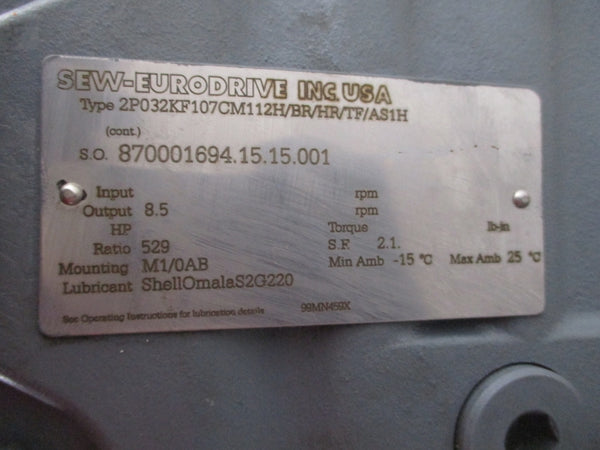 SEW-EURODRIVE INC. USA
Type 2P032KF107CM112H/BR/HR/TF/AS1H
(cont.)
S.O. 870001694.15.15.001
Input rpm
Output 8.5 rpm
HP Torque lb-in
Ratio 529 S.F. 2.1.
Mounting M1/0AB Min Amb -15 °C Max Amb 25 °C
Lubricant ShellOmalaS2G220
See Operating Instructions for lubrication details 99MN459X